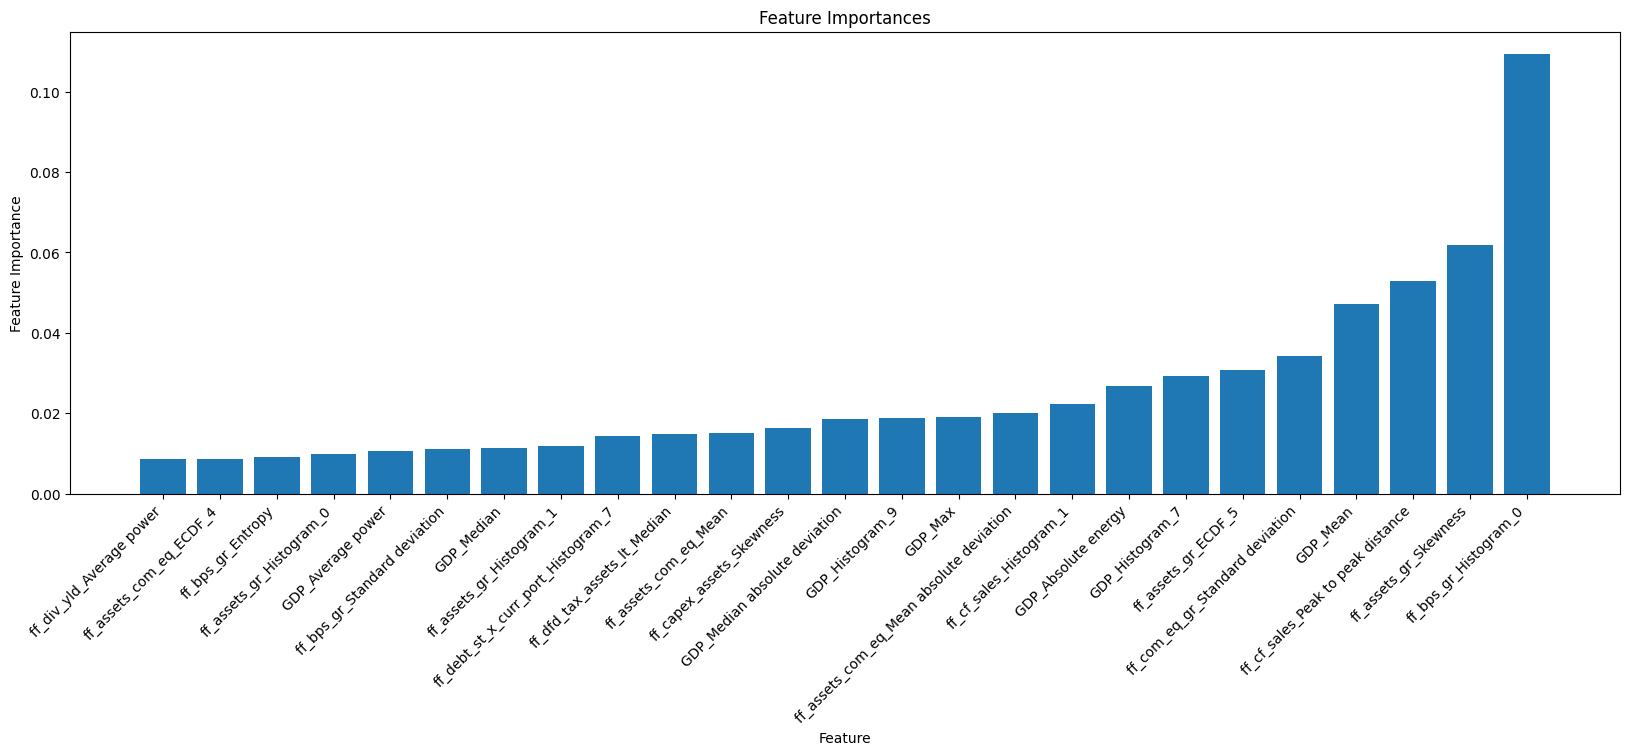 Feature Importances
Feature Importance
0.10
0.08
0.06
0.04
0.02
0.00
ff_div_yld_Average power
ff_assets_com_eq_ECDF_4
ff_bps_gr_Entropy
ff_assets_gr_Histogram_0
GDP_Average power
ff_bps_gr_Standard deviation
GDP_Median
ff_assets_gr_Histogram_1
ff_debt_st_x_curr_port_Histogram_7
ff_dfd_tax_assets_lt_Median
ff_assets_com_eq_Mean
ff_capex_assets_Skewness
GDP_Median absolute deviation
GDP_Histogram_9
GDP_Max
ff_assets_com_eq_Mean absolute deviation
ff_cf_sales_Histogram_1
GDP_Absolute energy
GDP_Histogram_7
ff_assets_gr_ECDF_5
ff_com_eq_gr_Standard deviation
GDP_Mean
ff_cf_sales_Peak to peak distance
ff_assets_gr_Skewness
ff_bps_gr_Histogram_0
Feature